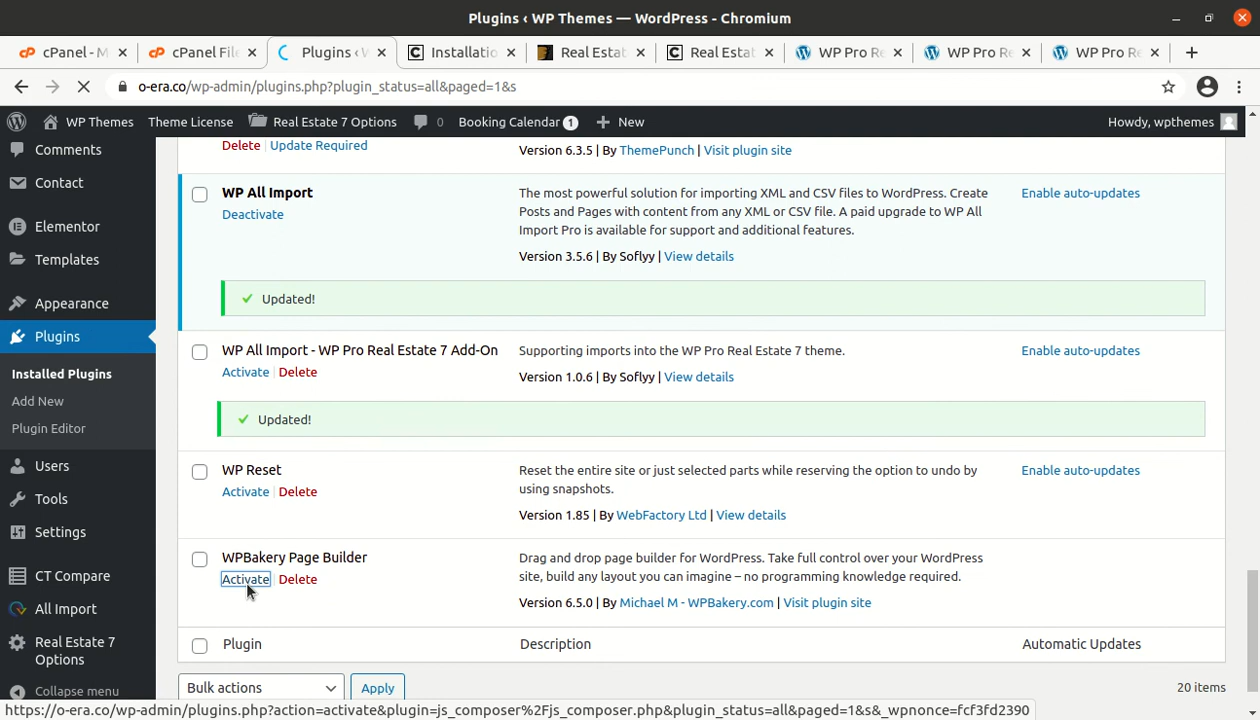 Plugins ‹ WP Themes — WordPress - Chromium
cPanel - M
cPanel File
Plugins ‹ W
Installatio
Real Estat
Real Estat
WP Pro Re
WP Pro Re
WP Pro Re
o-era.co/wp-admin/plugins.php?plugin_status=all&paged=1&s
WP Themes
Theme License
Real Estate 7 Options
0
Booking Calendar 1
New
Howdy, wpthemes
Comments
Contact
Elementor
Templates
Appearance
Plugins
Installed Plugins
Add New
Plugin Editor
Users
Tools
Settings
CT Compare
All Import
Real Estate 7
Options
Collapse menu
Delete | Update Required
Version 6.3.5 | By ThemePunch | Visit plugin site
WP All Import
Deactivate
The most powerful solution for importing XML and CSV files to WordPress. Create
Posts and Pages with content from any XML or CSV file. A paid upgrade to WP All
Import Pro is available for support and additional features.
Version 3.5.6 | By Soflyy | View details
Enable auto-updates
Updated!
WP All Import - WP Pro Real Estate 7 Add-On
Activate | Delete
Supporting imports into the WP Pro Real Estate 7 theme.
Version 1.0.6 | By Soflyy | View details
Enable auto-updates
Updated!
WP Reset
Activate | Delete
Reset the entire site or just selected parts while reserving the option to undo by
using snapshots.
Version 1.85 | By WebFactory Ltd | View details
Enable auto-updates
WPBakery Page Builder
Activate | Delete
Drag and drop page builder for WordPress. Take full control over your WordPress
site, build any layout you can imagine – no programming knowledge required.
Version 6.5.0 | By Michael M - WPBakery.com | Visit plugin site
Plugin
Description
Automatic Updates
Bulk actions
Apply
20 items
https://o-era.co/wp-admin/plugins.php?action=activate&plugin=js_composer%2Fjs_composer.php&plugin_status=all&paged=1&s&_wpnonce=fcf3fd2390